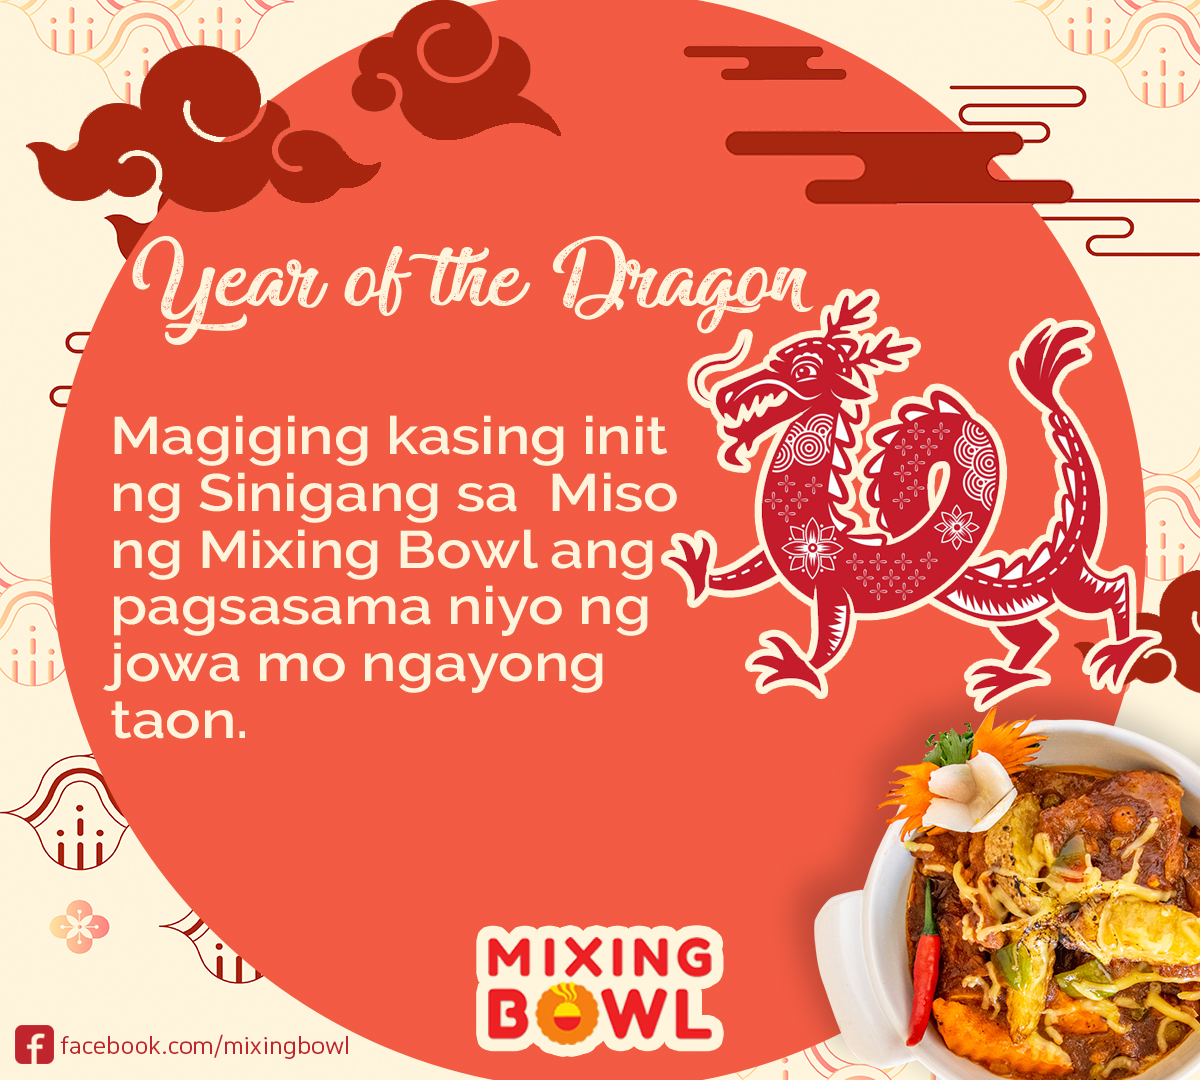 Year of the Dragon
Magiging kasing init
ng Sinigang sa Miso
ng Mixing Bowl ang
pagsasama niyo ng
jowa mo ngayong
taon.
MIXING
BOWL
facebook.com/mixingbowl